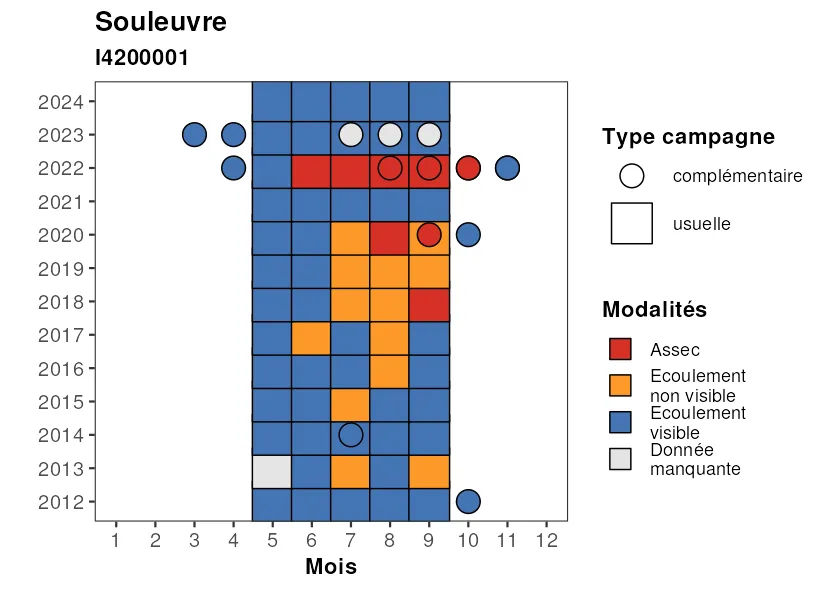 Souleuvre
I4200001
2024
2023
2022
2021
2020
2019
2018
2017
2016
2015
2014
2013
2012
1 2 3 4 5 6 7 8 9 10 11 12
Mois
Type campagne
complémentaire
usuelle
Modalités
Assec
Ecoulement
non visible
Ecoulement
visible
Donnée
manquante